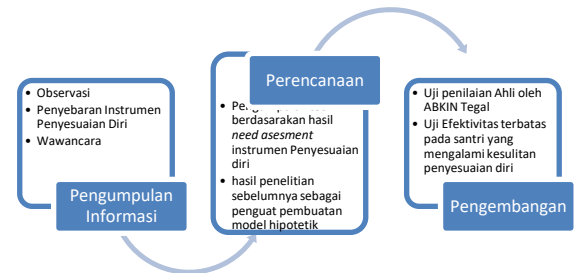 • Observasi
• Penyebaran Instrumen
Penyesuaian Diri
• Wawancara
Pengumpulan
Informasi
Perencanaan
berdasarakan hasil
need asesment
instrumen Penyesuaian
diri
• hasil penelitian
sebelumnya sebagai
penguat pembuatan
model hipotetik
• Uji penilaian Ahli oleh
ABKIN Tegal
• Uji Efektivitas terbatas
pada santri yang
mengalami kesulitan
penyesuaian diri
Pengembangan